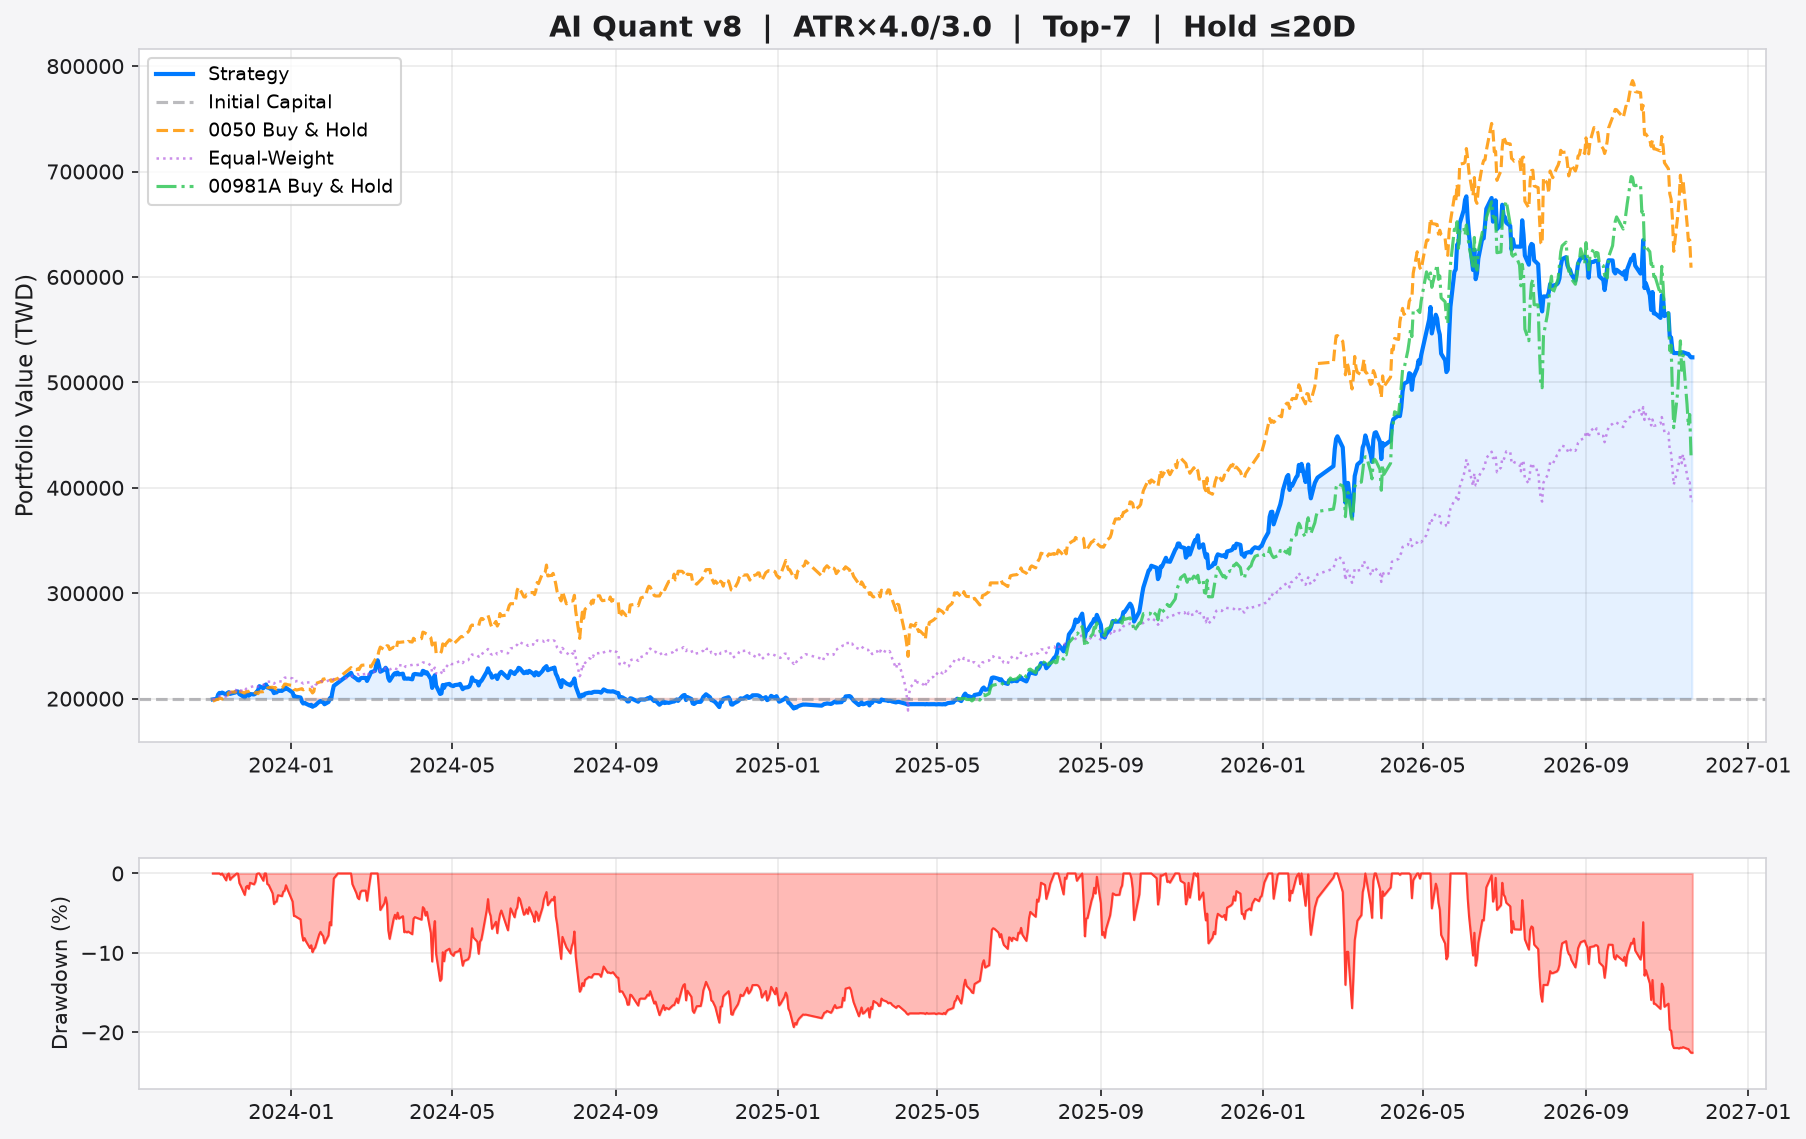 AI Quant v8 | ATR×4.0/3.0 | Top-7 | Hold ≤20D
Strategy
Initial Capital
0050 Buy & Hold
Equal-Weight
00981A Buy & Hold
Portfolio Value (TWD)
800000
700000
600000
500000
400000
300000
200000
2024-01 2024-05 2024-09 2025-01 2025-05 2025-09 2026-01 2026-05 2026-09 2027-01
Drawdown (%)
0
−10
−20
2024-01 2024-05 2024-09 2025-01 2025-05 2025-09 2026-01 2026-05 2026-09 2027-01